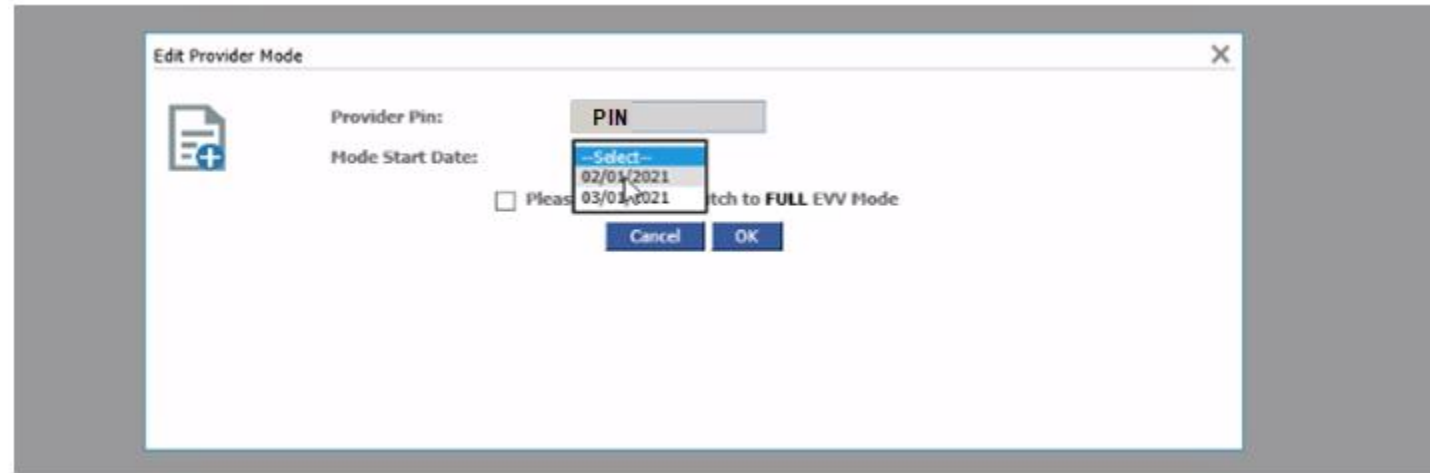 Edit Provider Mode
Provider Pin: PIN
Mode Start Date: --Select--
02/01/2021
03/01/2021
Pleas tch to FULL EVV Mode
Cancel OK